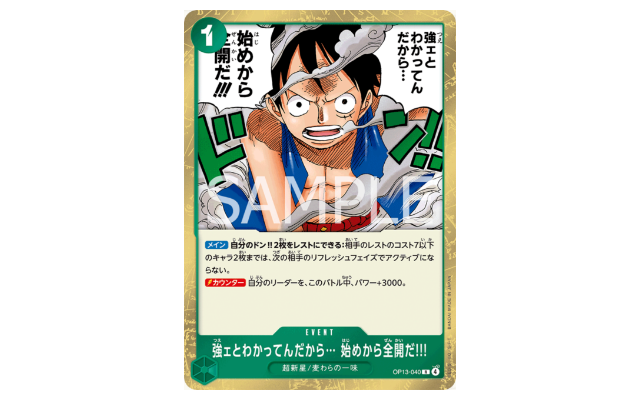 1
強ェと
わかってん
だから…
始めから
全開だ!!!
ドン!!
SAMPLE
メイン 自分のドン!!2枚をレストにできる:相手のレストのコスト7以下
のキャラ2枚までは、次の相手のリフレッシュフェイズでアクティブにな
らない。
カウンター 自分のリーダーを、このバトル中、パワー+3000。
EVENT
強ェとわかってんだから… 始めから全開だ!!!
超新星/麦わらの一味
OP13-040 R